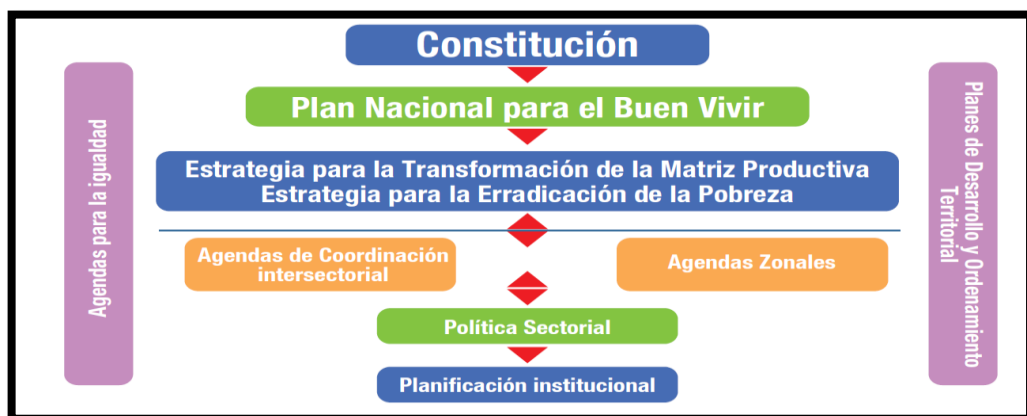 Constitución
Plan Nacional para el Buen Vivir
Estrategia para la Transformación de la Matriz Productiva
Estrategia para la Erradicación de la Pobreza
Agendas de Coordinación
intersectorial
Agendas Zonales
Política Sectorial
Planificación institucional
Agendas para la igualdad
Planes de Desarrollo y Ordenamiento
Territorial